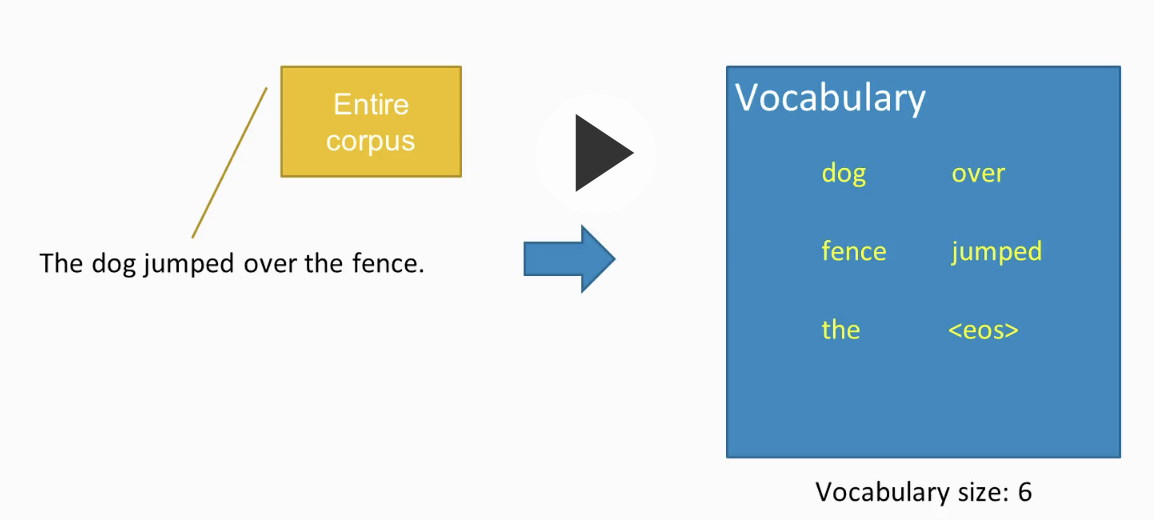 Entire
corpus
The dog jumped over the fence.
Vocabulary
dog over
fence jumped
the <eos>
Vocabulary size: 6